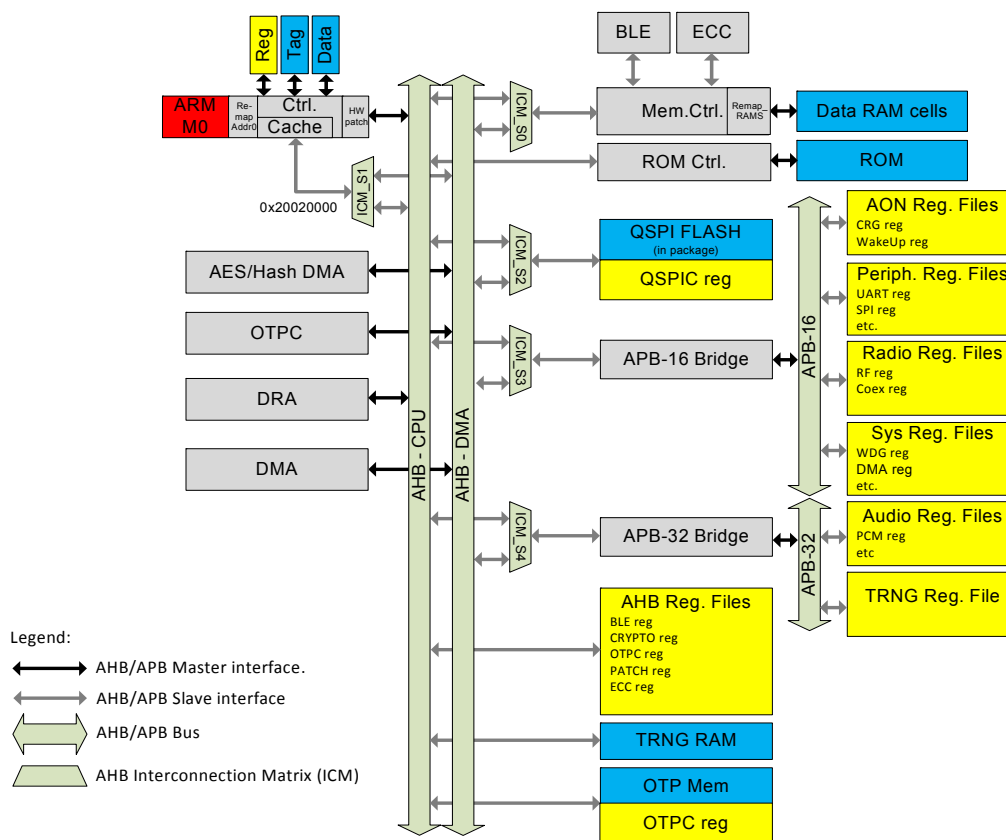 BLE
ECC
Reg
Tag
Data
ARM
M0
Re-
map
Addr0
Ctrl.
Cache
HW
patch
ICM_S0
Mem.Ctrl.
Remap_
RAMS
Data RAM cells
ROM Ctrl.
ROM
ICM_S1
0x20020000
AON Reg. Files
CRG reg
WakeUp reg
ICM_S2
QSPI FLASH
(in package)
QSPIC reg
AES/Hash DMA
Periph. Reg. Files
UART reg
SPI reg
etc.
OTPC
ICM_S3
APB-16 Bridge
APB-16
Radio Reg. Files
RF reg
Coex reg
DRA
AHB - CPU
AHB - DMA
DMA
Sys Reg. Files
WDG reg
DMA reg
etc.
ICM_S4
APB-32 Bridge
APB-32
Audio Reg. Files
PCM reg
etc
TRNG Reg. File
AHB Reg. Files
BLE reg
CRYPTO reg
OTPC reg
PATCH reg
ECC reg
TRNG RAM
OTP Mem
OTPC reg
Legend:
AHB/APB Master interface.
AHB/APB Slave interface
AHB/APB Bus
AHB Interconnection Matrix (ICM)